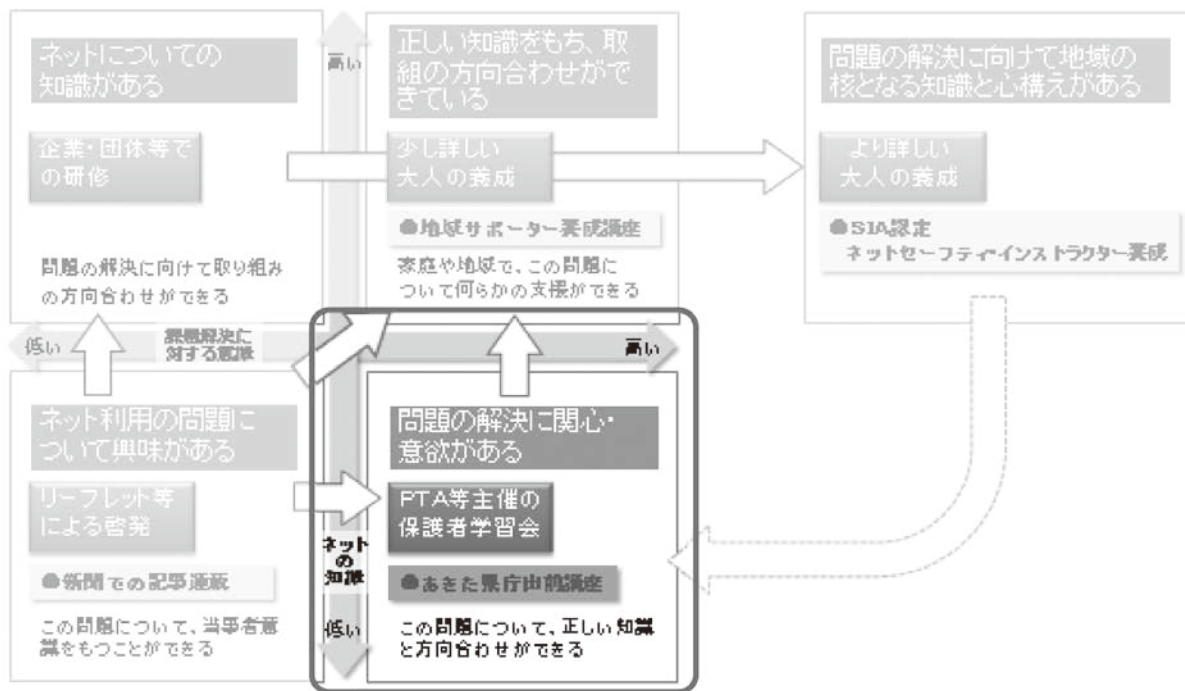 ネットについての
知識がある
企業・団体等で
の研修
問題の解決に向けて取り組み
の方向合わせができる
高い
正しい知識をもち、取
組の方向合わせがで
きている
少し詳しい
大人の養成
●地域サポーター養成講座
家庭や地域で、この問題に
ついて何らかの支援ができる
問題の解決に向けて地域の
核となる知識と心構えがある
より詳しい
大人の養成
●SIA認定
ネットセーフティ・インストラクター養成
低い
課題解決に
対する意識
高い
ネット利用の問題に
ついて興味がある
リーフレット等
による啓発
●新聞での記事連載
この問題について、当事者意
識をもつことができる
ネット
の
知識
低い
問題の解決に関心・
意欲がある
PTA等主催の
保護者学習会
●あきた県庁出前講座
この問題について、正しい知識
と方向合わせができる